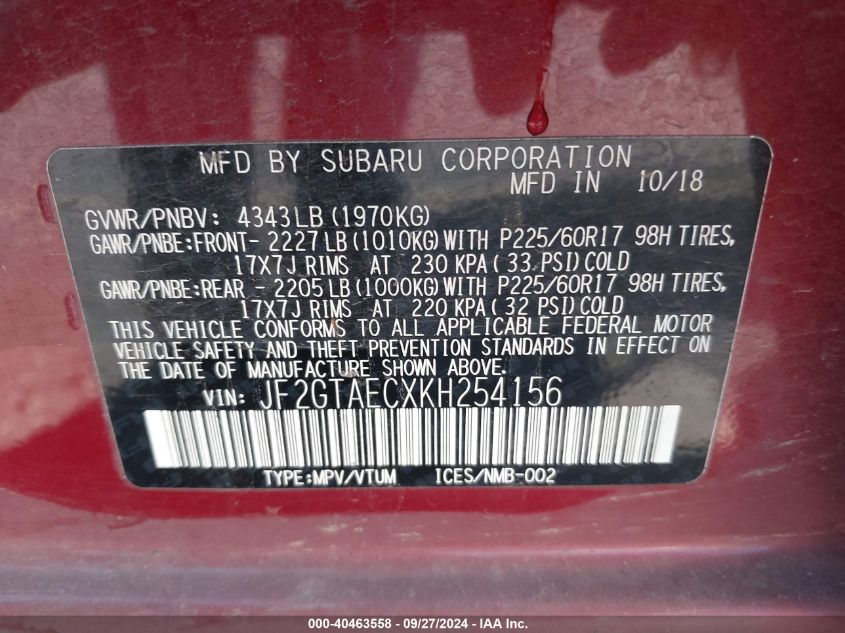 MFD BY SUBARU CORPORATION
MFD IN 10/18
GVWR/PNBV: 4343LB (1970KG)
GAWR/PNBE:FRONT- 2227LB (1010KG) WITH P225/60R17 98H TIRES,
17X7J RIMS AT 230 KPA (33 PSI) COLD
GAWR/PNBE:REAR - 2205LB (1000KG) WITH P225/60R17 98H TIRES,
17X7J RIMS AT 220 KPA (32 PSI) COLD
THIS VEHICLE CONFORMS TO ALL APPLICABLE FEDERAL MOTOR
VEHICLE SAFETY AND THEFT PREVENTION STANDARDS IN EFFECT ON
THE DATE OF MANUFACTURE SHOWN ABOVE.
VIN: JF2GTAECXKH254156
TYPE:MPV/VTUM ICES/NMB-002
000-40463558 - 09/27/2024 - IAA Inc.